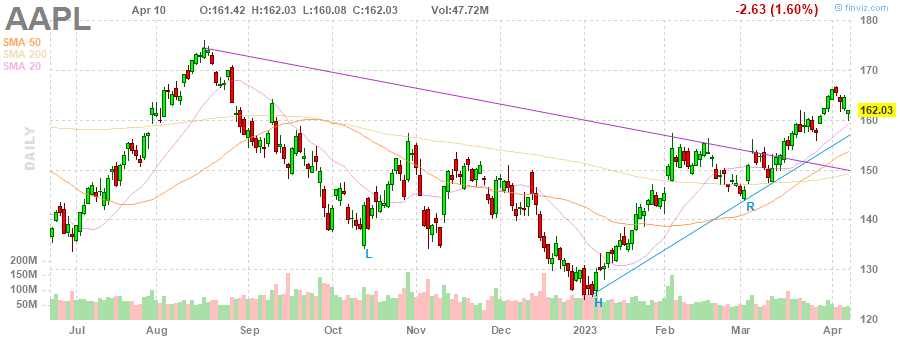 AAPL Apr 10 O:161.42 H:162.03 L:160.08 C:162.03 Vol:47.72M -2.63 (1.60%) © finviz.com
SMA 50
SMA 200
SMA 20
DAILY
180
170
162.03
160
150
140
130
120
200M
150M
100M
50M
L
H
R
Jul Aug Sep Oct Nov Dec 2023 Feb Mar Apr